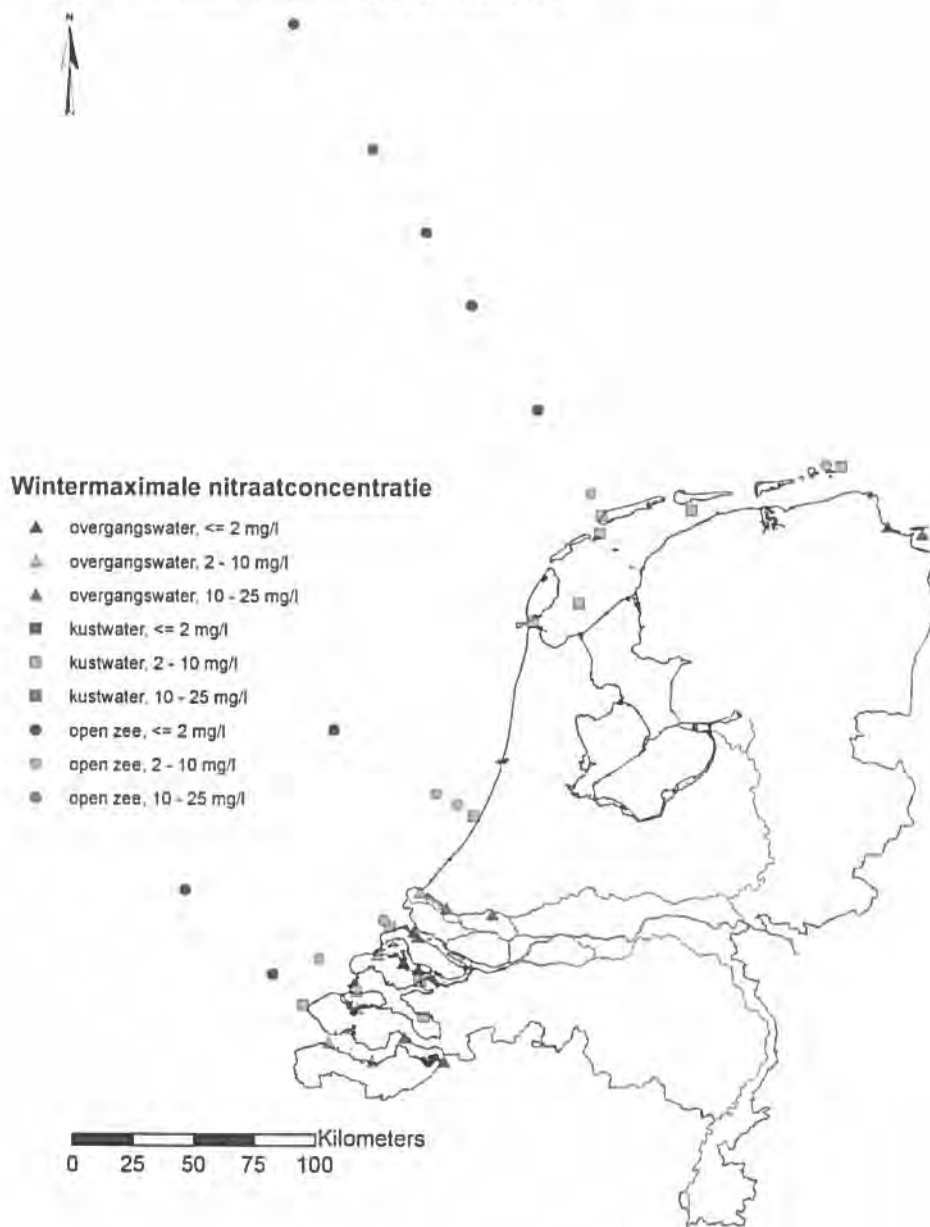 N
Wintermaximale nitraatconcentratie
overgangswater, <= 2 mg/l
overgangswater, 2 - 10 mg/l
overgangswater, 10 - 25 mg/l
kustwater, <= 2 mg/l
kustwater, 2 - 10 mg/l
kustwater, 10 - 25 mg/l
open zee, <= 2 mg/l
open zee, 2 - 10 mg/l
open zee, 10 - 25 mg/l
Kilometers
0 25 50 75 100